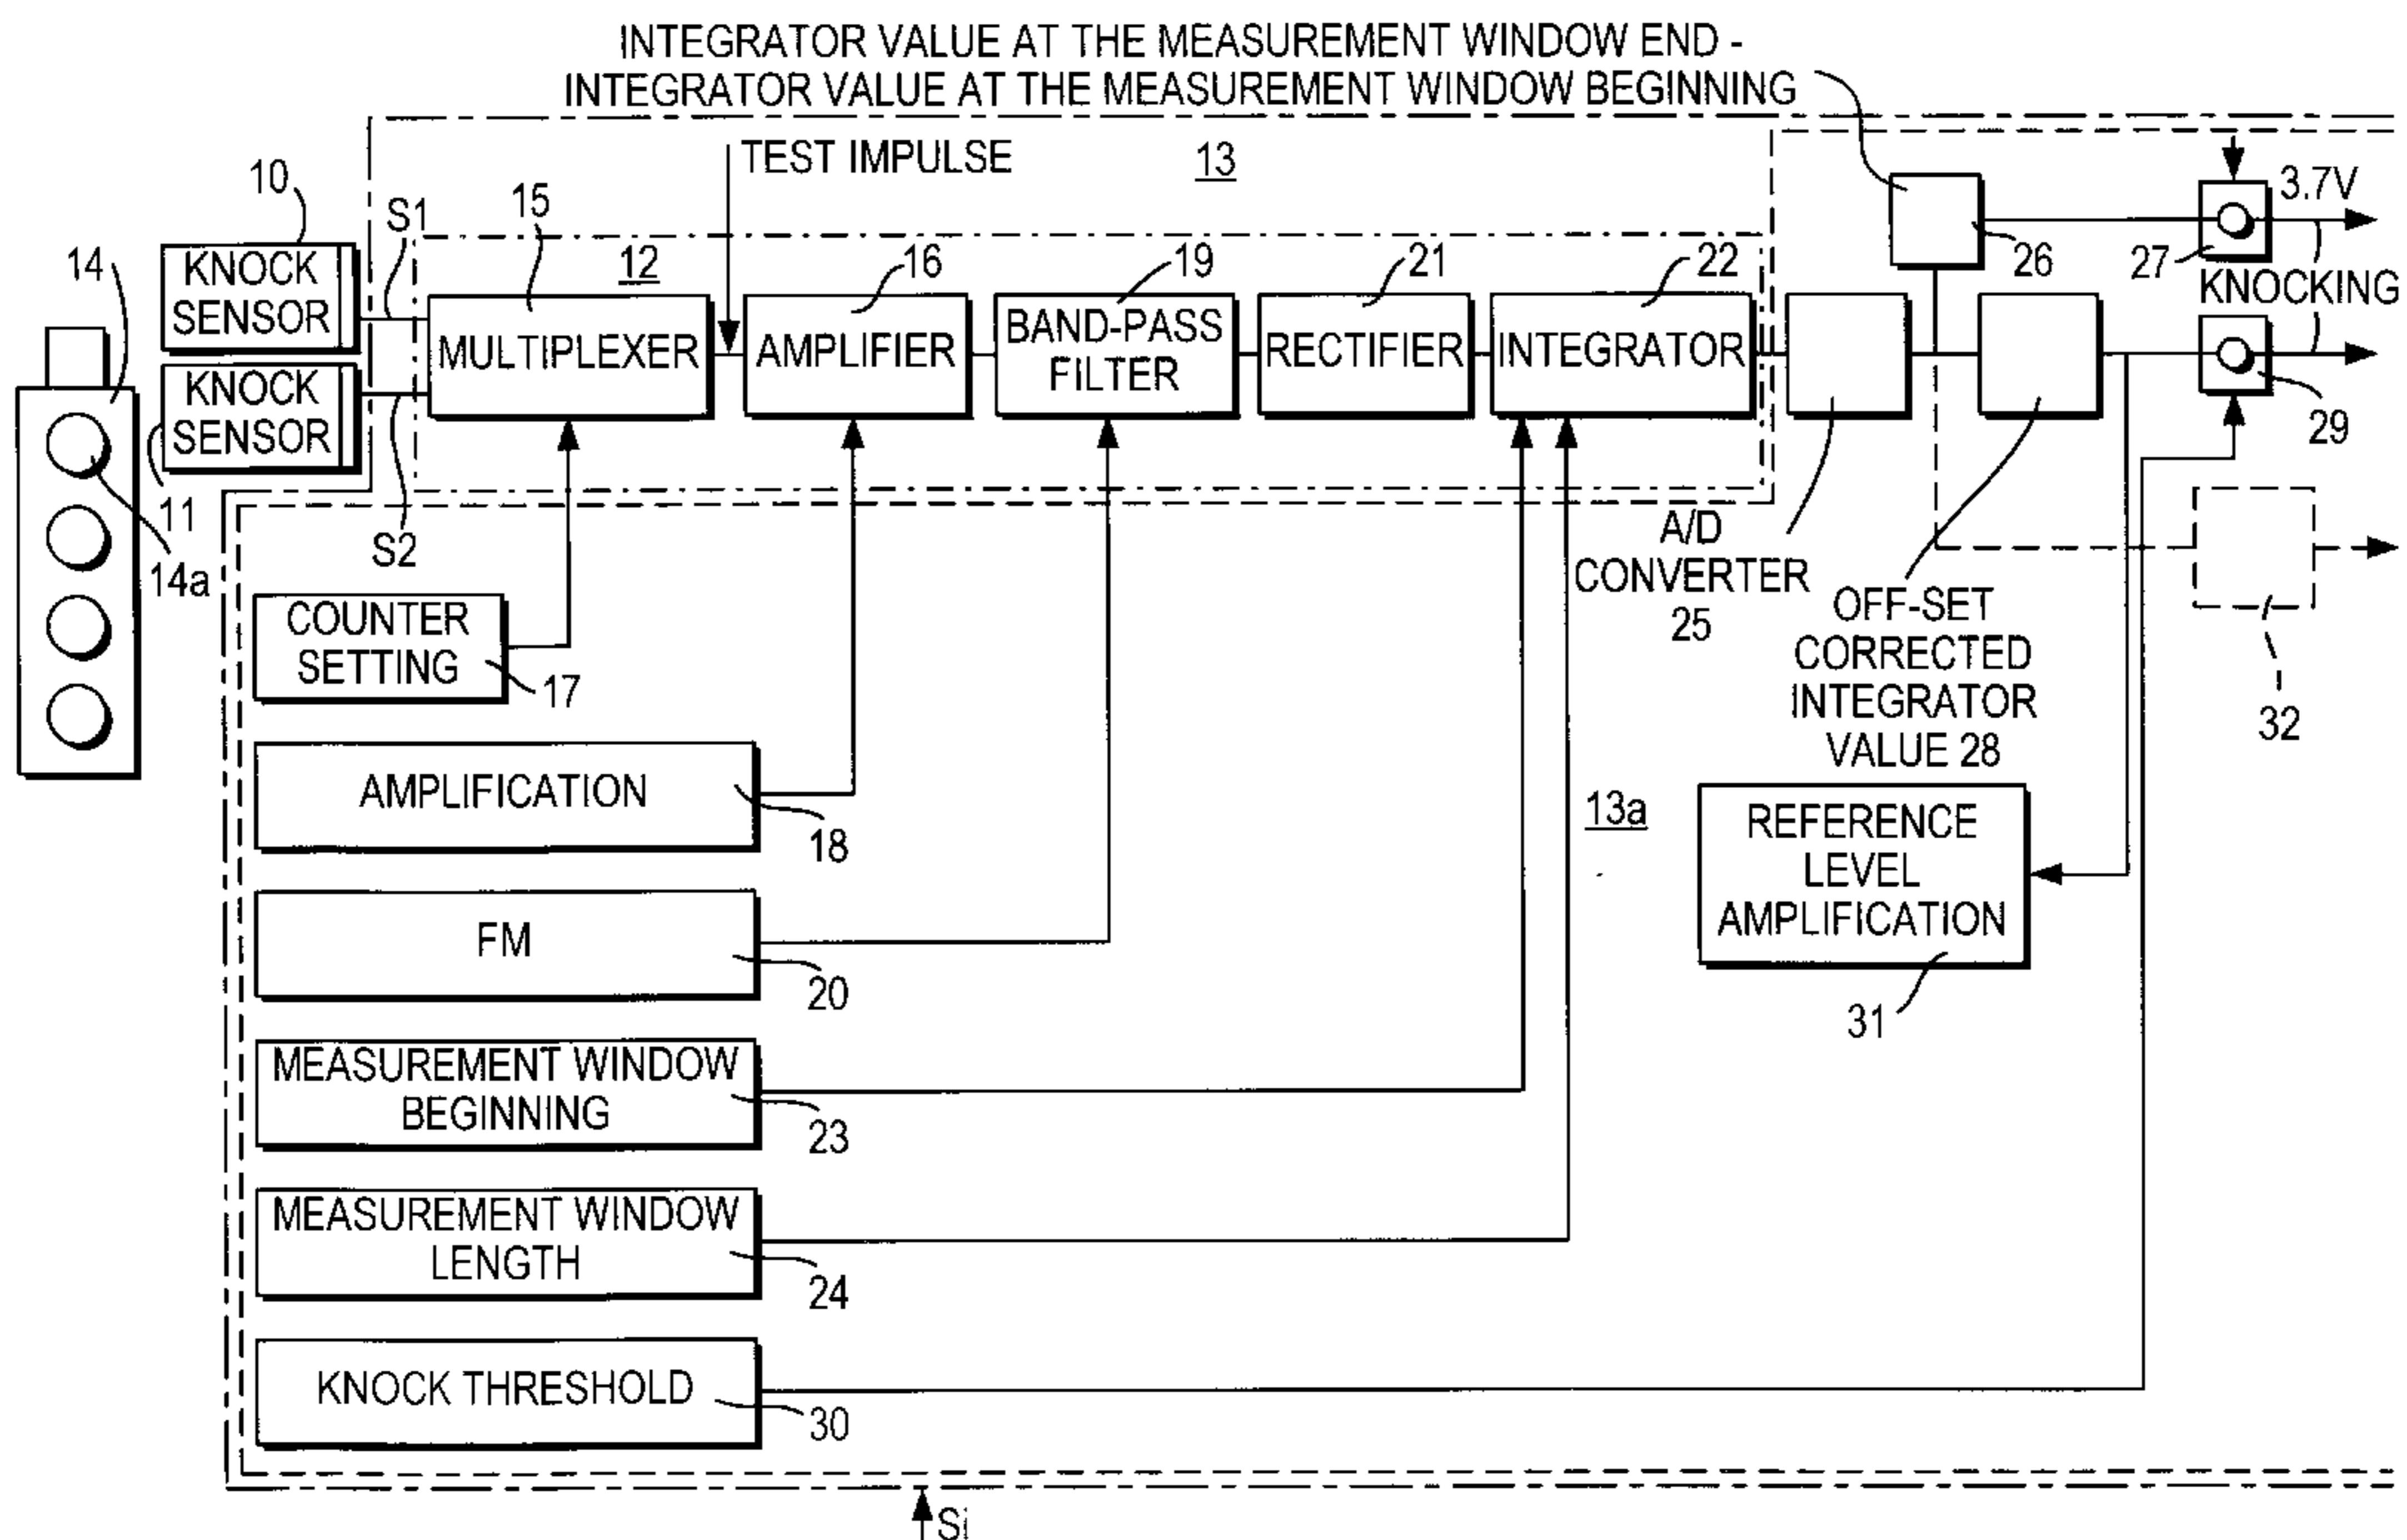 INTEGRATOR VALUE AT THE MEASUREMENT WINDOW END -
INTEGRATOR VALUE AT THE MEASUREMENT WINDOW BEGINNING
TEST IMPULSE
13
10
S1
15
12
16
19
21
22
26
27
3.7V
KNOCKING
29
14
KNOCK
SENSOR
KNOCK
SENSOR
MULTIPLEXER
AMPLIFIER
BAND-PASS
FILTER
RECTIFIER
INTEGRATOR
11
14a
S2
A/D
CONVERTER
25
OFF-SET
CORRECTED
INTEGRATOR
VALUE 28
32
COUNTER
SETTING
17
AMPLIFICATION
18
13a
REFERENCE
LEVEL
AMPLIFICATION
31
FM
20
MEASUREMENT WINDOW
BEGINNING
23
MEASUREMENT WINDOW
LENGTH
24
KNOCK THRESHOLD
30
Si